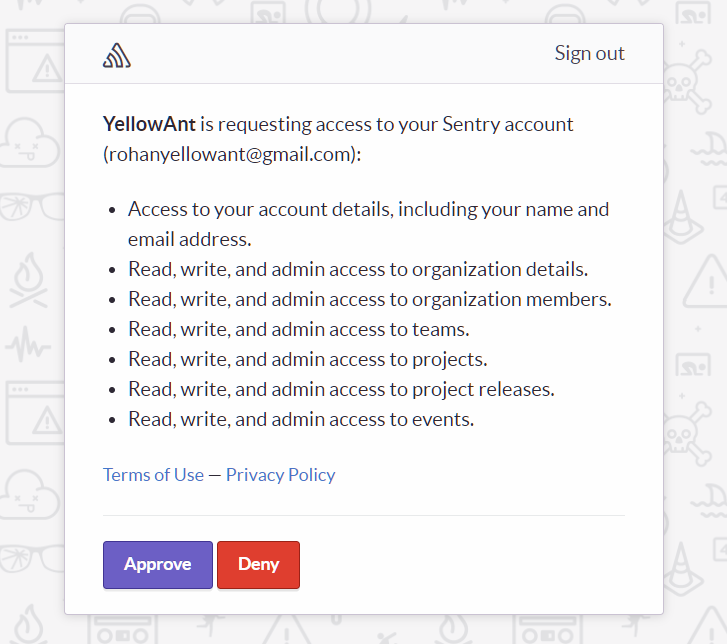 Sign out
YellowAnt is requesting access to your Sentry account
(rohanyellowant@gmail.com):
• Access to your account details, including your name and
email address.
• Read, write, and admin access to organization details.
• Read, write, and admin access to organization members.
• Read, write, and admin access to teams.
• Read, write, and admin access to projects.
• Read, write, and admin access to project releases.
• Read, write, and admin access to events.
Terms of Use — Privacy Policy
Approve Deny